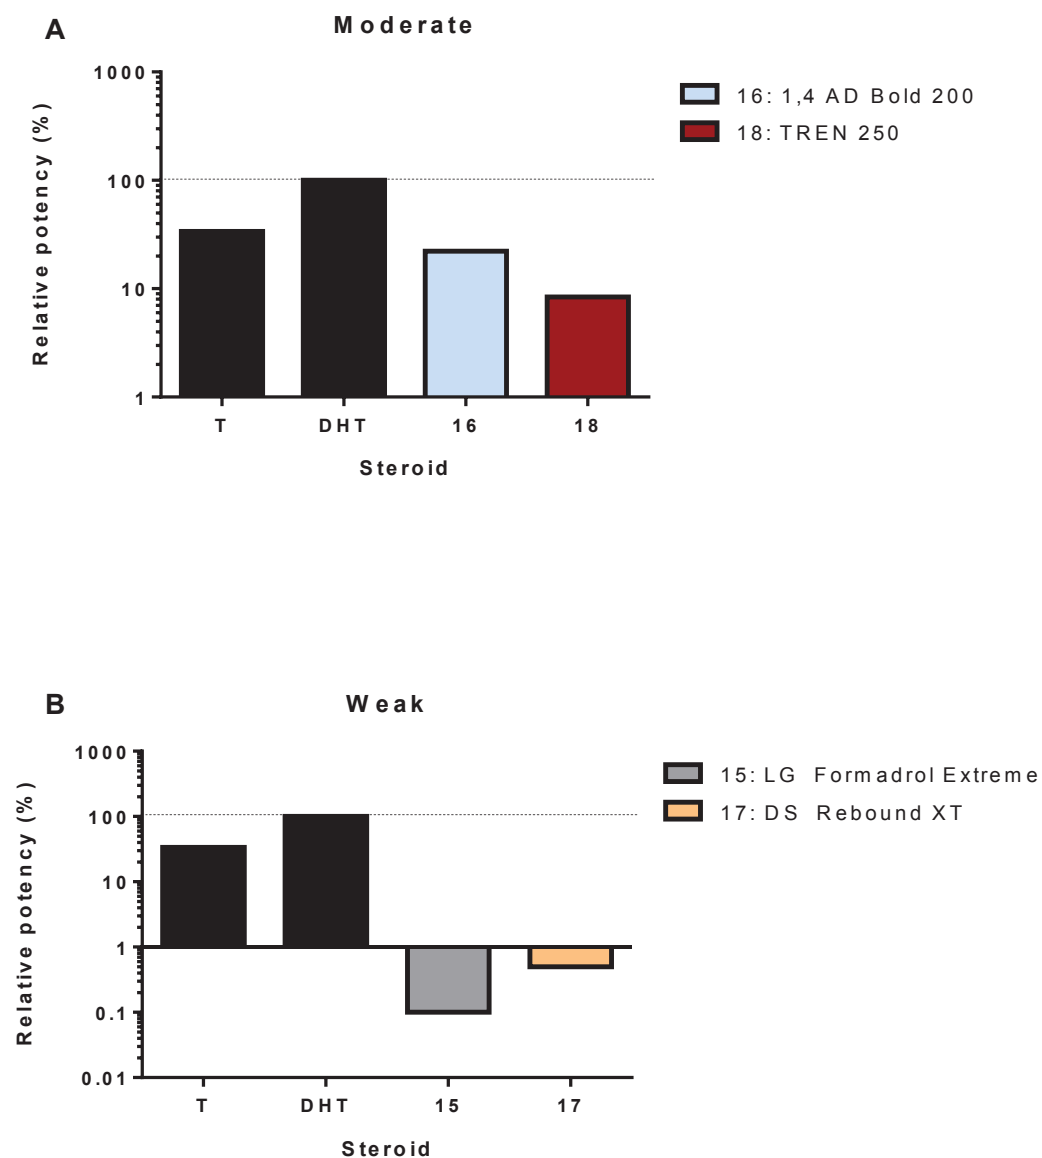 A
Moderate
1000
100
10
1
Relative potency (%)
T DHT 16 18
Steroid
16: 1,4 AD Bold 200
18: TREN 250
B
Weak
1000
100
10
1
0.1
0.01
Relative potency (%)
T DHT 15 17
Steroid
15: LG Formadrol Extreme
17: DS Rebound XT